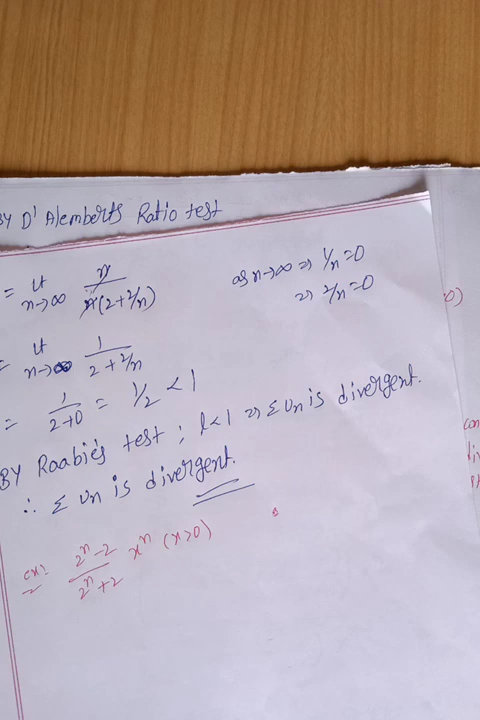 BY D' Alemberts Ratio test
= lt n→∞ n / n(2+2/n) as n→∞ ⇒ 1/n=0
⇒ 2/n=0
= lt n→∞ 1 / 2+2/n
= 1 / 2+0 = 1/2 < 1
BY Raabie's test ; l<1 ⇒ Σ Un is divergent.
∴ Σ Un is divergent.
ex: 2^n-2 / 2^n+2 x^n (x>0)